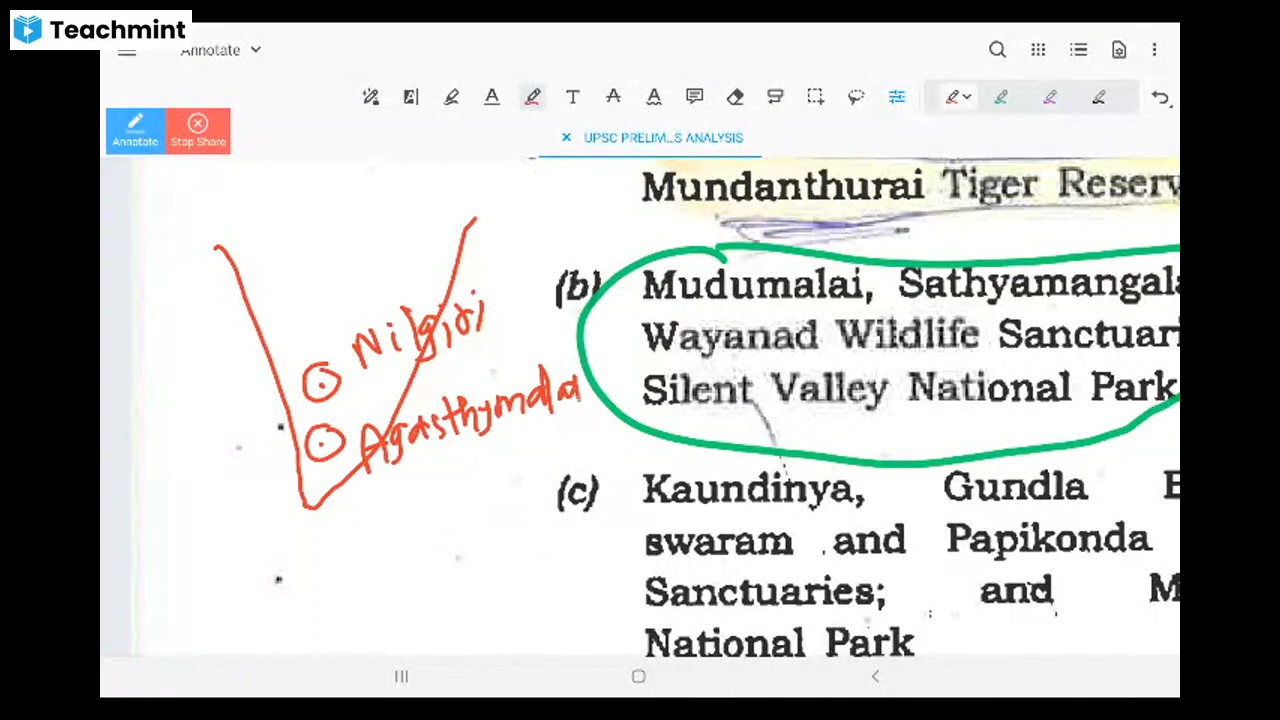 Teachmint
Annotate
Annotate
Stop Share
UPSC PRELIM...S ANALYSIS
Mundanthurai Tiger Reserv
(b) Mudumalai, Sathyamangala
Wayanad Wildlife Sanctuari
Silent Valley National Park
Nilgiri
Agasthymalai
(c) Kaundinya, Gundla B
swaram and Papikonda
Sanctuaries; and M
National Park